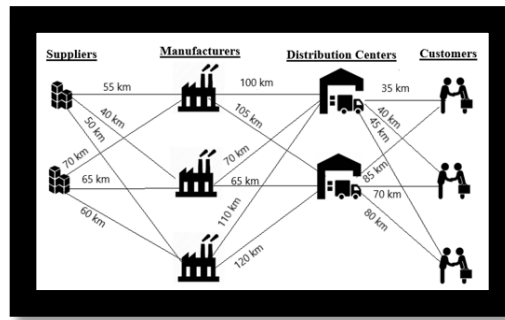 Suppliers
Manufacturers
Distribution Centers
Customers
55 km
100 km
35 km
40 km
50 km
105 km
40 km
45 km
70 km
70 km
85 km
65 km
65 km
70 km
60 km
110 km
80 km
120 km